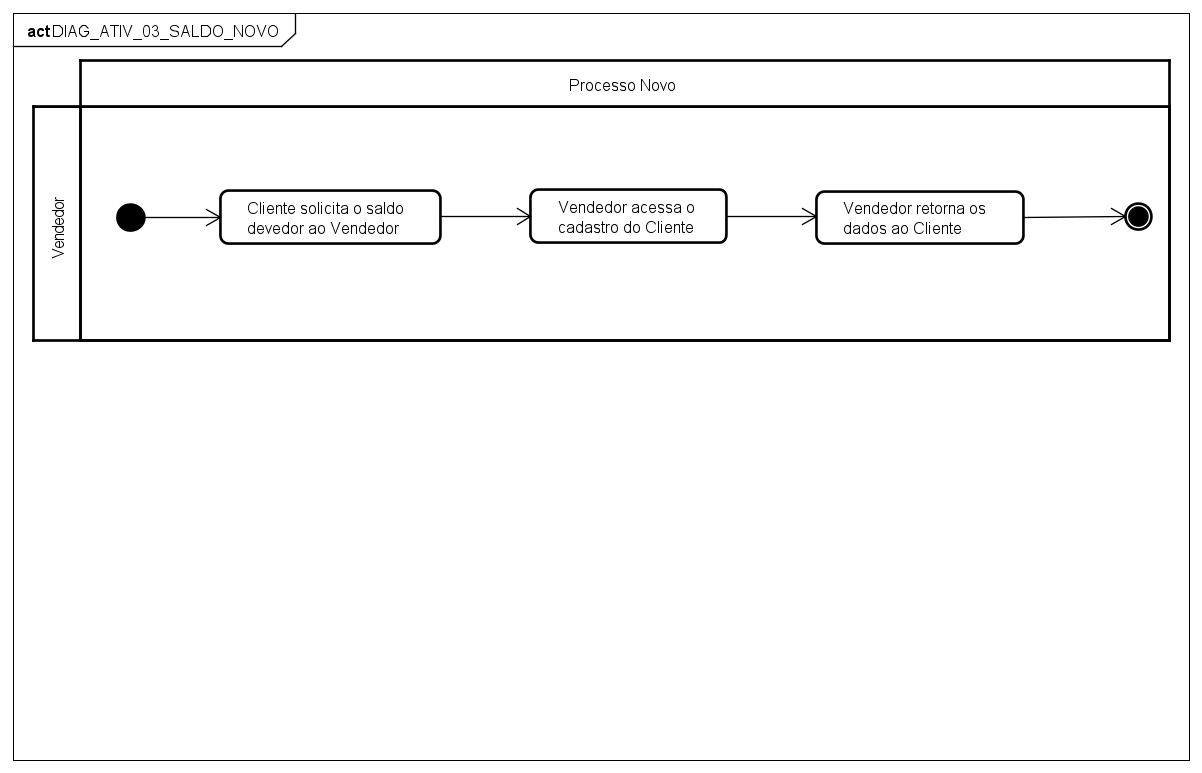 act DIAG_ATIV_03_SALDO_NOVO
Processo Novo
Vendedor
Cliente solicita o saldo
devedor ao Vendedor
Vendedor acessa o
cadastro do Cliente
Vendedor retorna os
dados ao Cliente